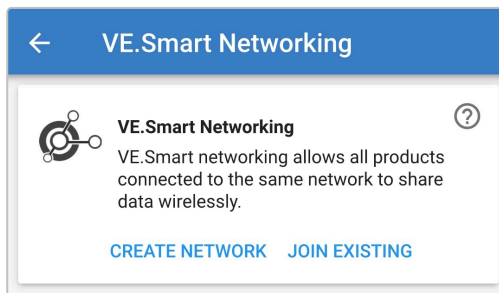 VE.Smart Networking
VE.Smart Networking
VE.Smart networking allows all products
connected to the same network to share
data wirelessly.
CREATE NETWORK JOIN EXISTING